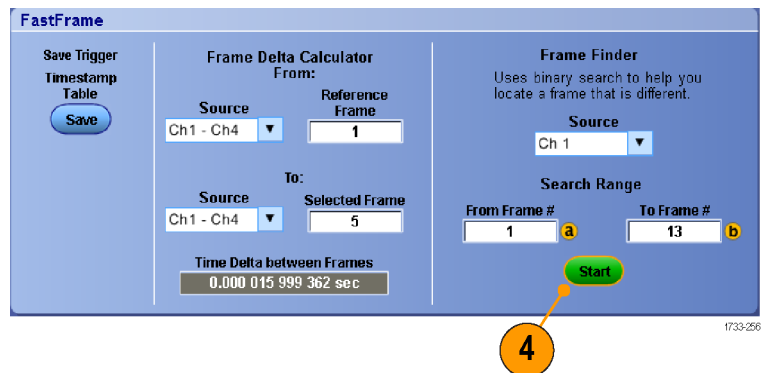 FastFrame
Save Trigger
Timestamp
Table
Save
Frame Delta Calculator
From:
Source
Reference
Frame
Ch1 - Ch4
1
To:
Source
Selected Frame
Ch1 - Ch4
5
Time Delta between Frames
0.000 015 999 362 sec
Frame Finder
Uses binary search to help you
locate a frame that is different.
Source
Ch 1
Search Range
From Frame #
To Frame #
1
a
13
b
Start
4
1733-256